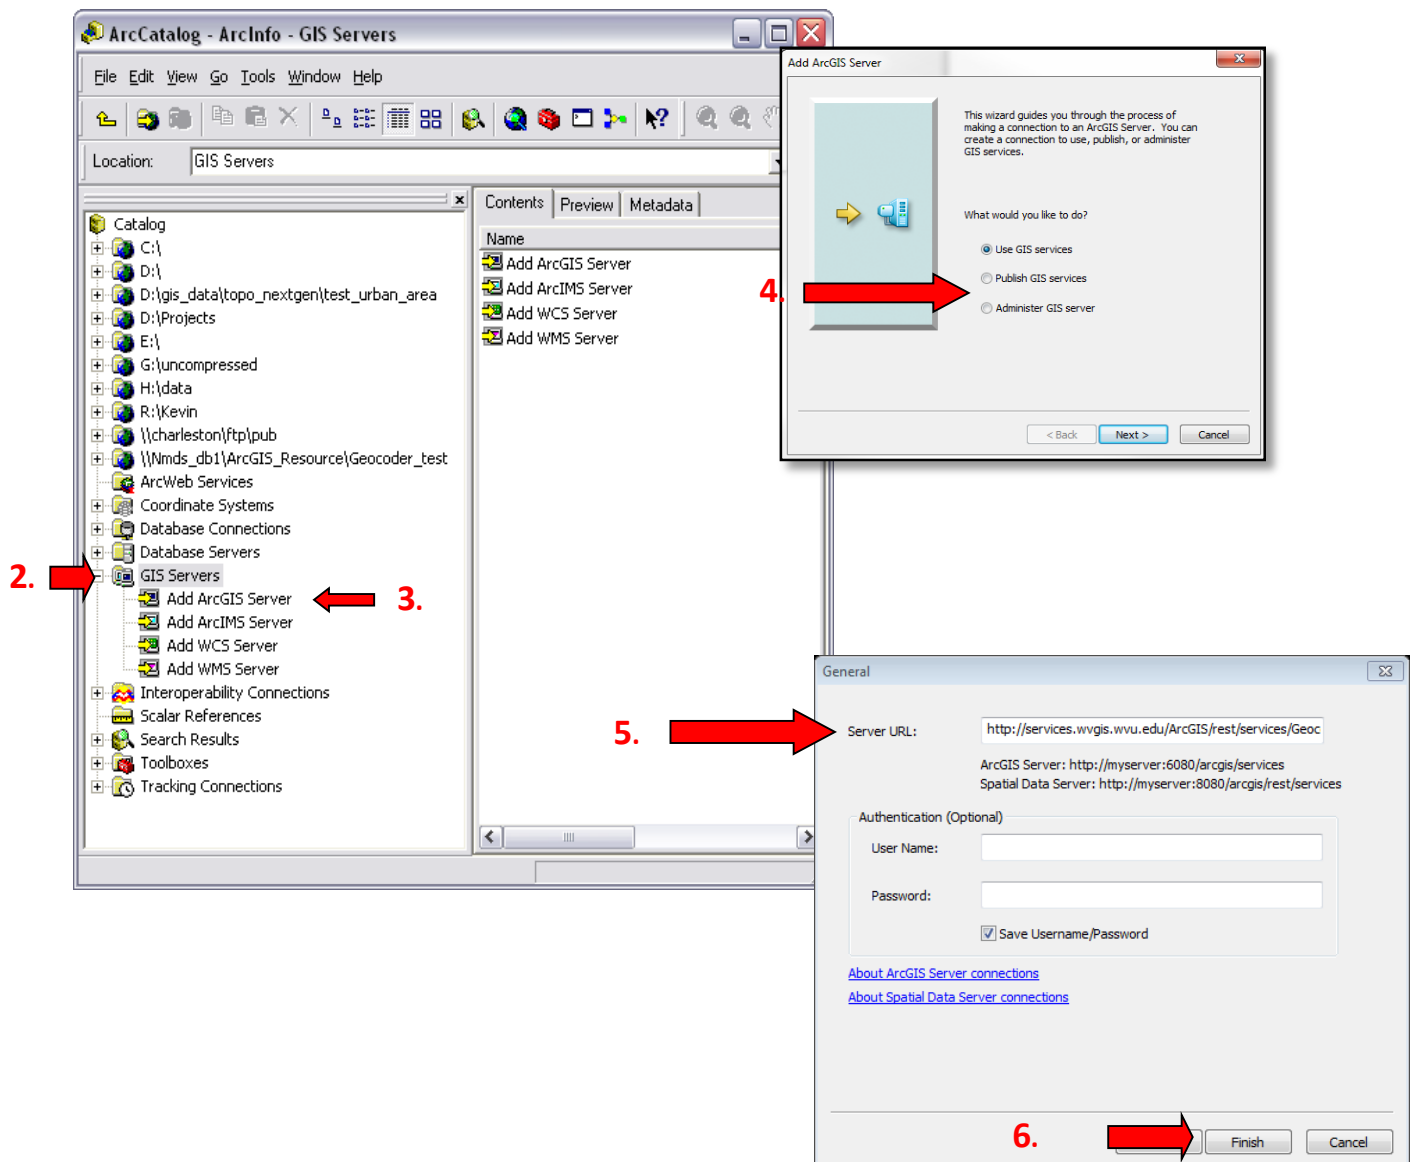 ArcCatalog - ArcInfo - GIS Servers
File Edit View Go Tools Window Help
Location: GIS Servers
Catalog
C:\
D:\
D:\gis_data\topo_nextgen\test_urban_area
D:\Projects
E:\
G:\uncompressed
H:\data
R:\Kevin
\\charleston\ftp\pub
\\Nmds_db1\ArcGIS_Resource\Geocoder_test
ArcWeb Services
Coordinate Systems
Database Connections
Database Servers
2.
GIS Servers
Add ArcGIS Server
3.
Add ArcIMS Server
Add WCS Server
Add WMS Server
Interoperability Connections
Scalar References
Search Results
Toolboxes
Tracking Connections
Contents Preview Metadata
Name
Add ArcGIS Server
Add ArcIMS Server
Add WCS Server
Add WMS Server
Add ArcGIS Server
This wizard guides you through the process of
making a connection to an ArcGIS Server. You can
create a connection to use, publish, or administer
GIS services.
What would you like to do?
Use GIS services
Publish GIS services
4.
Administer GIS server
< Back Next > Cancel
General
5.
Server URL: http://services.wvgis.wvu.edu/ArcGIS/rest/services/Geoc
ArcGIS Server: http://myserver:6080/arcgis/services
Spatial Data Server: http://myserver:8080/arcgis/rest/services
Authentication (Optional)
User Name:
Password:
Save Username/Password
About ArcGIS Server connections
About Spatial Data Server connections
6.
Finish Cancel